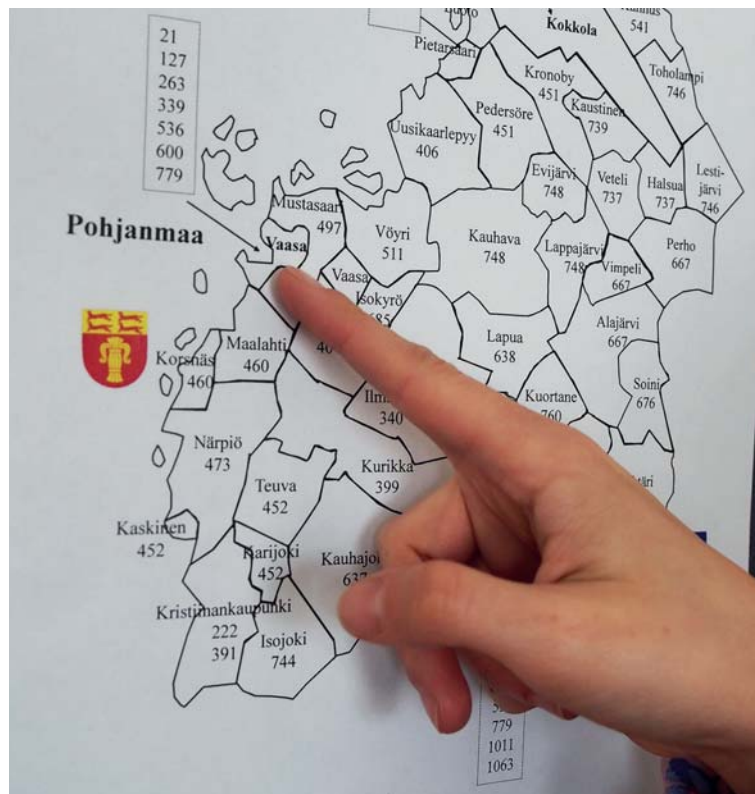 21
127
263
339
536
600
779
Pohjanmaa
Kokkola
541
Pietarsaari
Kronoby
451
Toholampi
746
Pedersöre
451
Kaustinen
739
Uusikaarlepyy
406
Evijärvi
748
Veteli
737
Halsua
737
Lesti-
järvi
746
Mustasaari
497
Vöyri
511
Kauhava
748
Lappajärvi
748
Vimpeli
667
Perho
667
Vaasa
Vaasa
Isokyrö
Alajärvi
667
Maalahti
460
Korsnäs
460
Lapua
638
Soini
676
Kuortane
760
340
Närpiö
473
Kurikka
399
Teuva
452
Kaskinen
452
Karijoki
452
Kristiinankaupunki
222
391
Isojoki
744
779
1011
1063